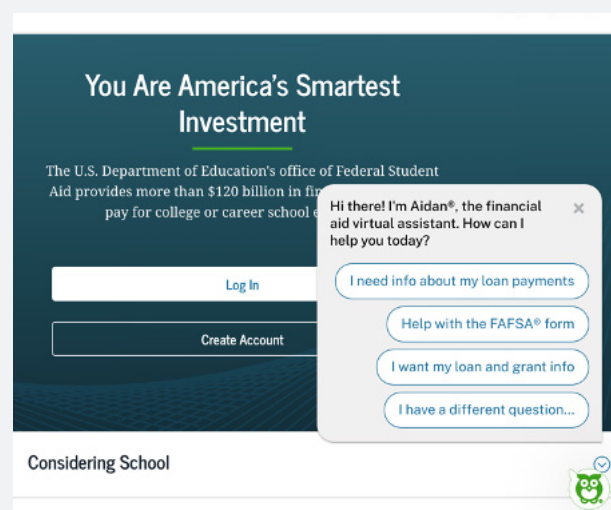 You Are America's Smartest
Investment
The U.S. Department of Education's office of Federal Student
Aid provides more than $120 billion in
pay for college or career school
Log In
Create Account
Hi there! I'm Aidan®, the financial
aid virtual assistant. How can I
help you today?
I need info about my loan payments
Help with the FAFSA® form
I want my loan and grant info
I have a different question...
Considering School